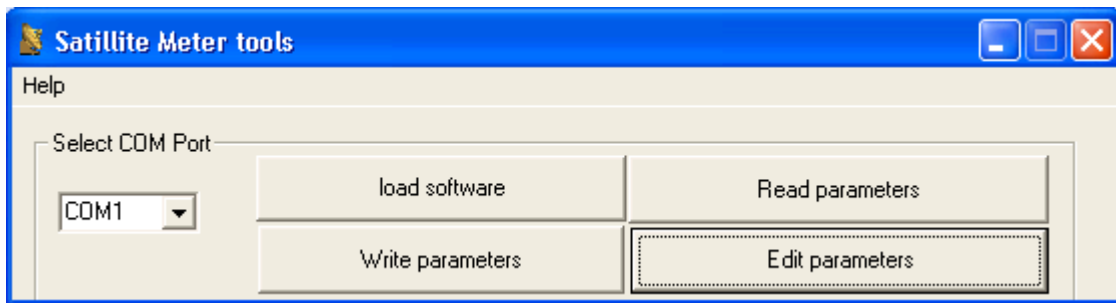 Satillite Meter tools
Help
Select COM Port
load software
Read parameters
COM1
Write parameters
Edit parameters